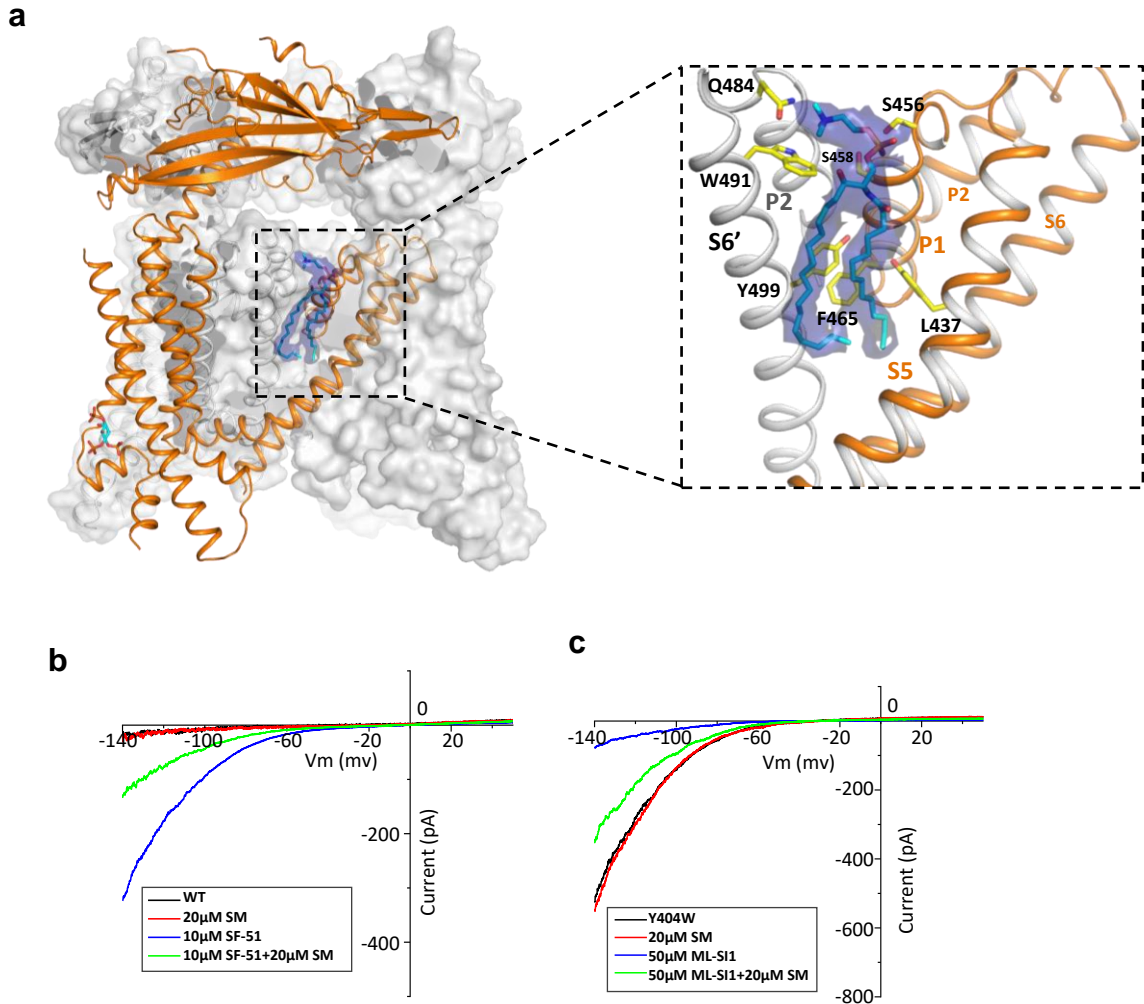 a
Q484
S456
S458
W491
P2
P2
S6
S6’
P1
Y499
F465
L437
S5
b
0
-140
-100
-60
-20
20
Vm (mv)
-200
-400
Current (pA)
WT
20µM SM
10µM SF-51
10µM SF-51+20µM SM
c
0
-140
-100
-60
-20
20
Vm (mv)
-200
-400
-600
-800
Current (pA)
Y404W
20µM SM
50µM ML-SI1
50µM ML-SI1+20µM SM